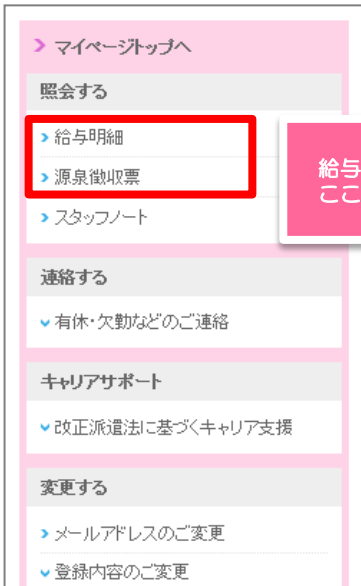 マイページトップへ
照会する
給与明細
源泉徴収票
スタッフノート
給与
ここ
連絡する
有休・欠勤などのご連絡
キャリアサポート
改正派遣法に基づくキャリア支援
変更する
メールアドレスのご変更
登録内容のご変更